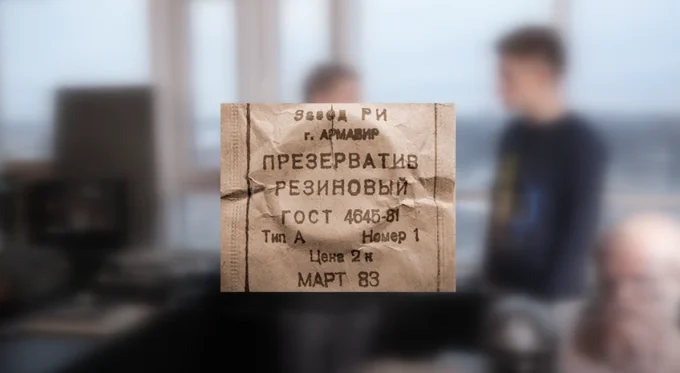 Завод РИ
г. АРМАВИР
ПРЕЗЕРВАТИВ
РЕЗИНОВЫЙ
ГОСТ 4645-81
Тип А Номер 1
Цена 2 к
МАРТ 83